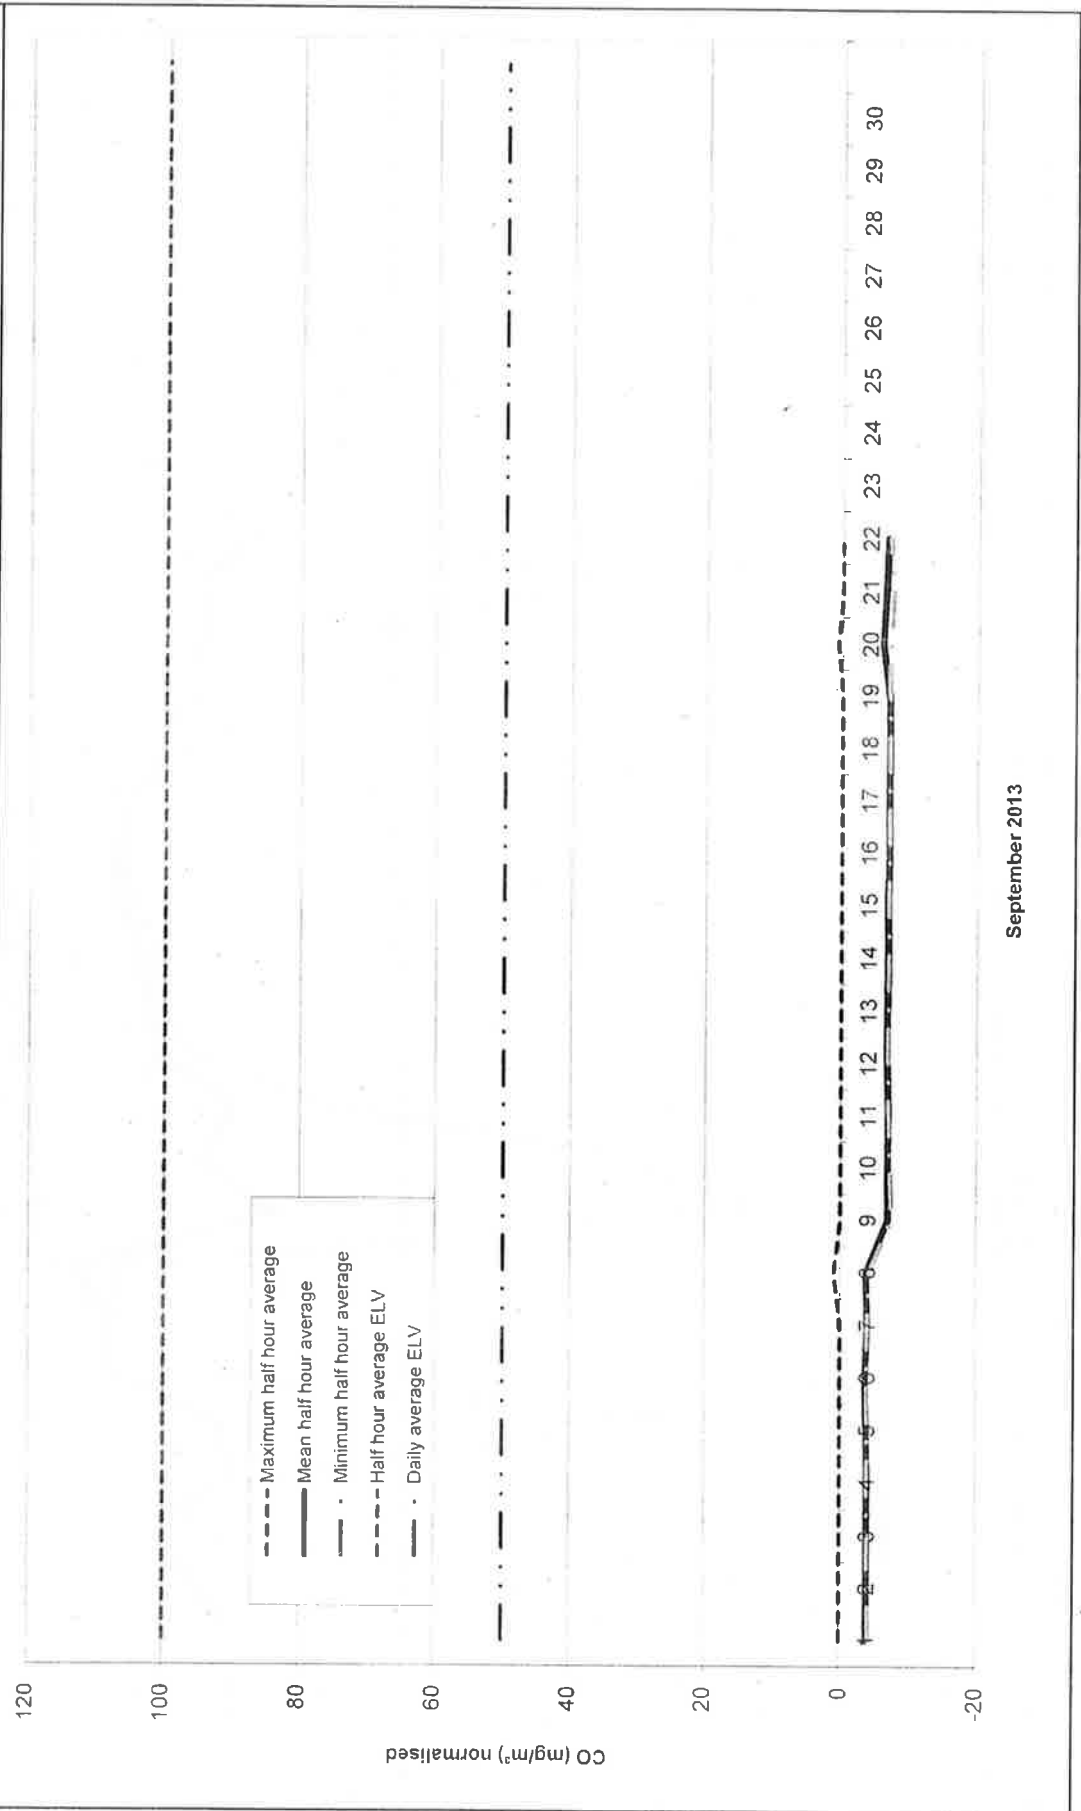 120
100
80
60
40
20
0
-20
CO (mg/m³) normalised
Maximum half hour average
Mean half hour average
Minimum half hour average
Half hour average ELV
Daily average ELV
1 2 3 4 5 6 7 8 9 10 11 12 13 14 15 16 17 18 19 20 21 22 23 24 25 26 27 28 29 30
September 2013